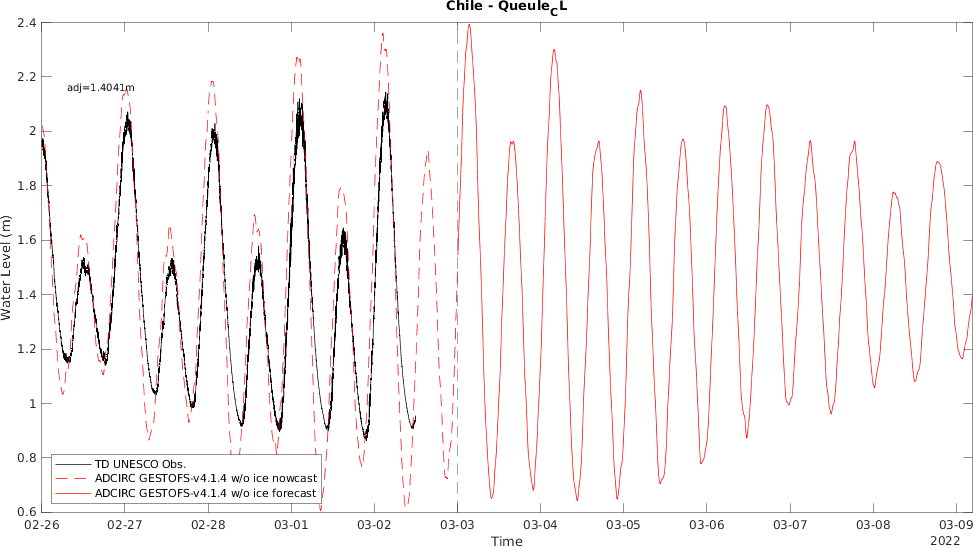 Chile - Queule_CL
2.4
2.2
2
1.8
1.6
1.4
1.2
1
0.8
0.6
Water Level (m)
adj=1.4041m
TD UNESCO Obs.
ADCIRC GESTOFS-v4.1.4 w/o ice nowcast
ADCIRC GESTOFS-v4.1.4 w/o ice forecast
02-26 02-27 02-28 03-01 03-02 03-03 03-04 03-05 03-06 03-07 03-08 03-09
Time
2022